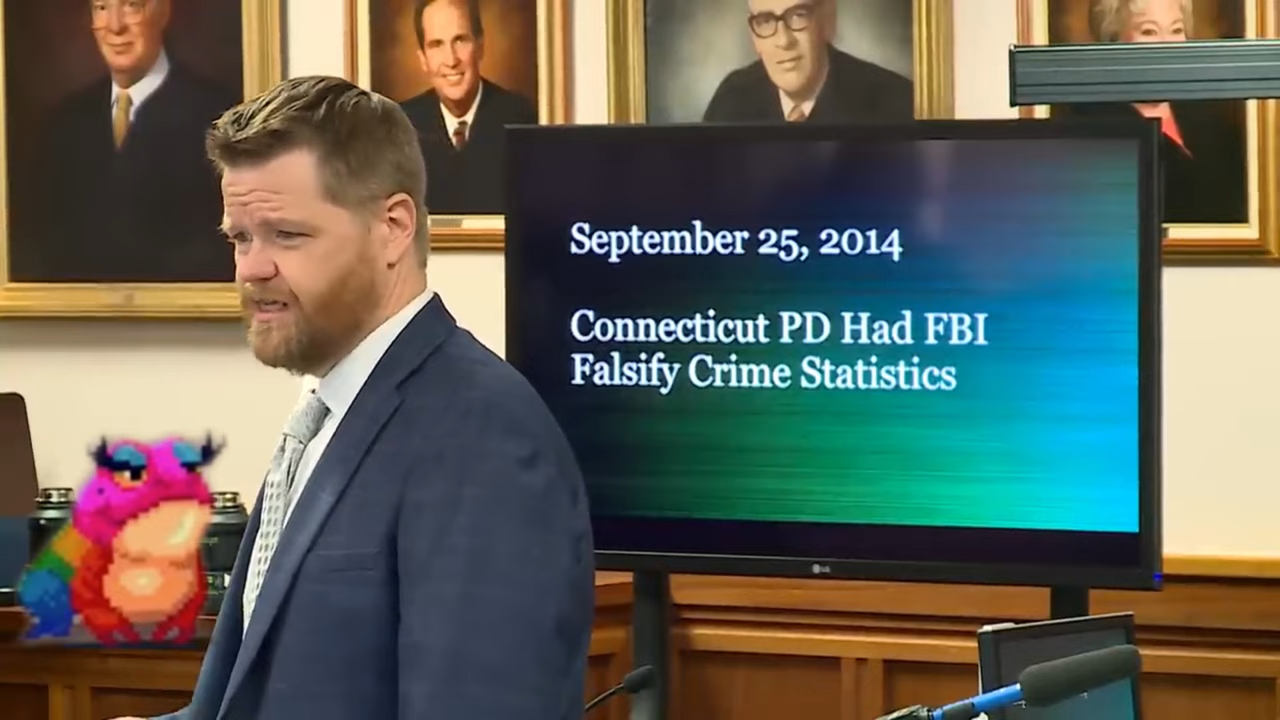 September 25, 2014
Connecticut PD Had FBI
Falsify Crime Statistics
LG